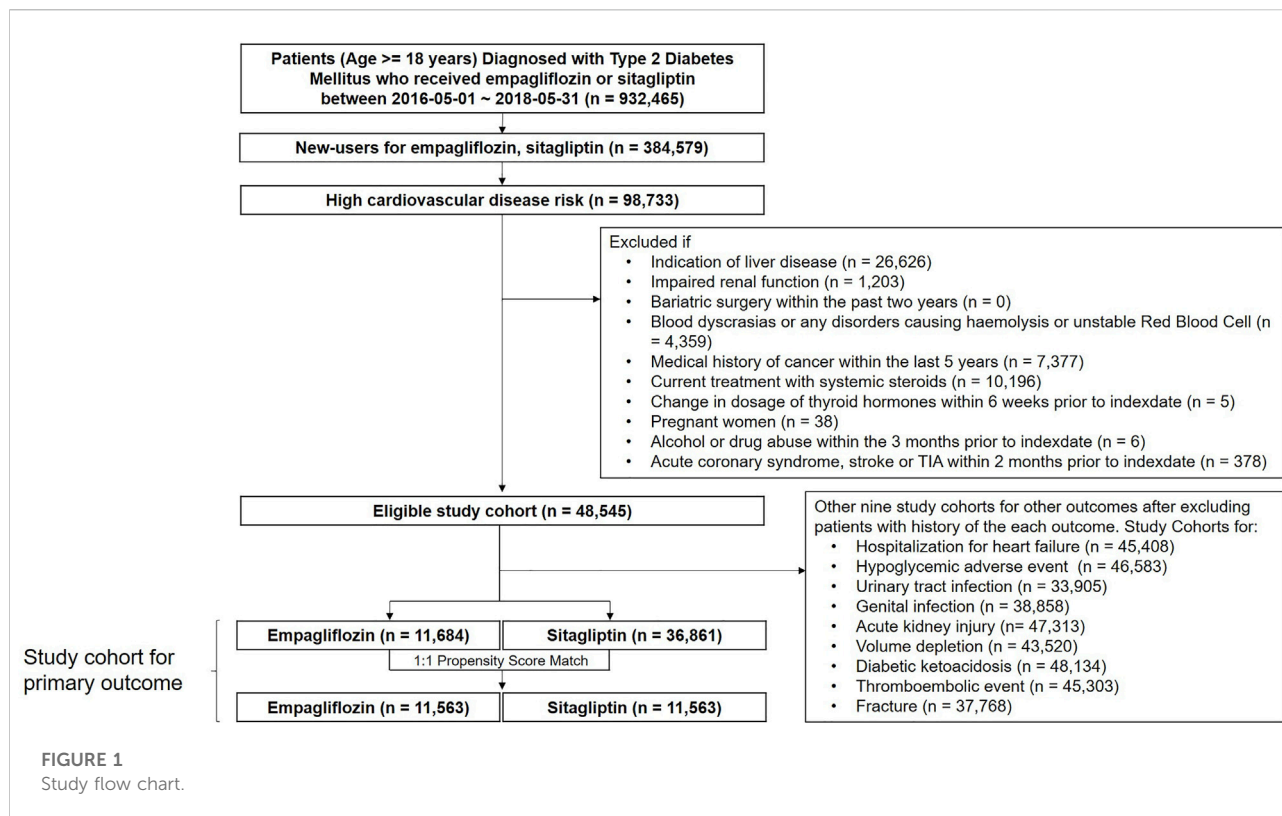 Patients (Age >= 18 years) Diagnosed with Type 2 Diabetes
Mellitus who received empagliflozin or sitagliptin
between 2016-05-01 ~ 2018-05-31 (n = 932,465)
New-users for empagliflozin, sitagliptin (n = 384,579)
High cardiovascular disease risk (n = 98,733)
Excluded if
• Indication of liver disease (n = 26,626)
• Impaired renal function (n = 1,203)
• Bariatric surgery within the past two years (n = 0)
• Blood dyscrasias or any disorders causing haemolysis or unstable Red Blood Cell (n
= 4,359)
• Medical history of cancer within the last 5 years (n = 7,377)
• Current treatment with systemic steroids (n = 10,196)
• Change in dosage of thyroid hormones within 6 weeks prior to indexdate (n = 5)
• Pregnant women (n = 38)
• Alcohol or drug abuse within the 3 months prior to indexdate (n = 6)
• Acute coronary syndrome, stroke or TIA within 2 months prior to indexdate (n = 378)
Eligible study cohort (n = 48,545)
Other nine study cohorts for other outcomes after excluding
patients with history of the each outcome. Study Cohorts for:
• Hospitalization for heart failure (n = 45,408)
• Hypoglycemic adverse event (n = 46,583)
• Urinary tract infection (n = 33,905)
• Genital infection (n = 38,858)
• Acute kidney injury (n= 47,313)
• Volume depletion (n = 43,520)
• Diabetic ketoacidosis (n = 48,134)
• Thromboembolic event (n = 45,303)
• Fracture (n = 37,768)
Study cohort for
primary outcome
Empagliflozin (n = 11,684)
Sitagliptin (n = 36,861)
1:1 Propensity Score Match
Empagliflozin (n = 11,563)
Sitagliptin (n = 11,563)
FIGURE 1
Study flow chart.